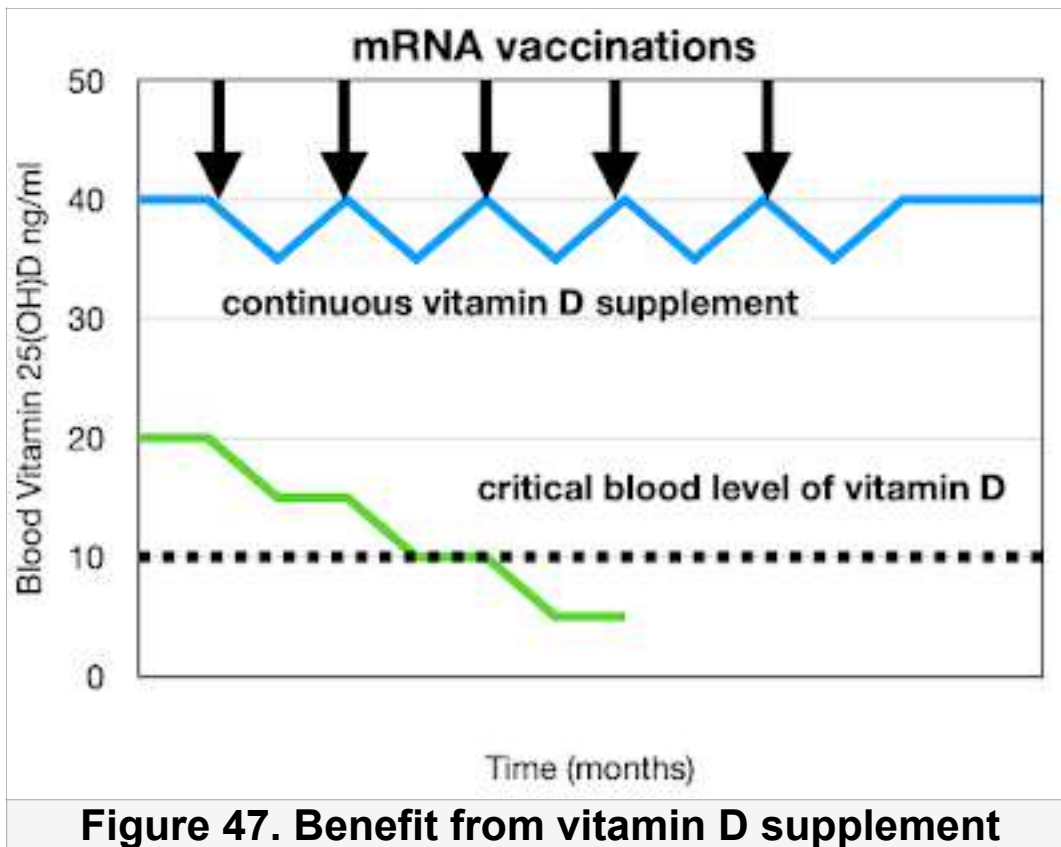 mRNA vaccinations
50
40
30
20
10
0
Blood Vitamin 25(OH)D ng/ml
continuous vitamin D supplement
critical blood level of vitamin D
Time (months)
Figure 47. Benefit from vitamin D supplement